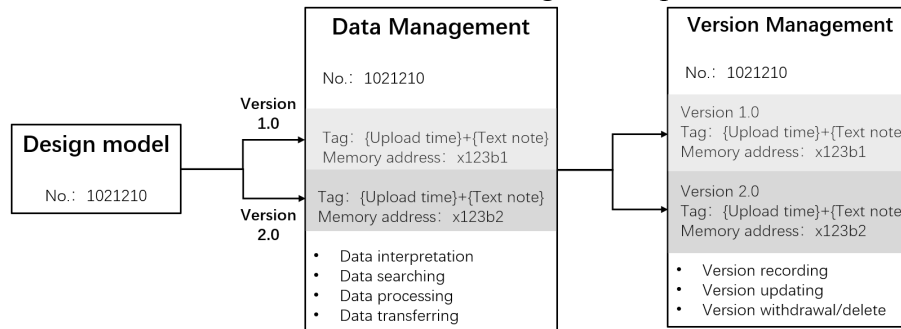 Design model
No.: 1021210
Version
1.0
Version
2.0
Data Management
No.: 1021210
Tag: {Upload time}+{Text note}
Memory address: x123b1
Tag: {Upload time}+{Text note}
Memory address: x123b2
• Data interpretation
• Data searching
• Data processing
• Data transferring
Version Management
No.: 1021210
Version 1.0
Tag: {Upload time}+{Text note
Memory address: x123b1
Version 2.0
Tag: {Upload time}+{Text note
Memory address: x123b2
• Version recording
• Version updating
• Version withdrawal/delete